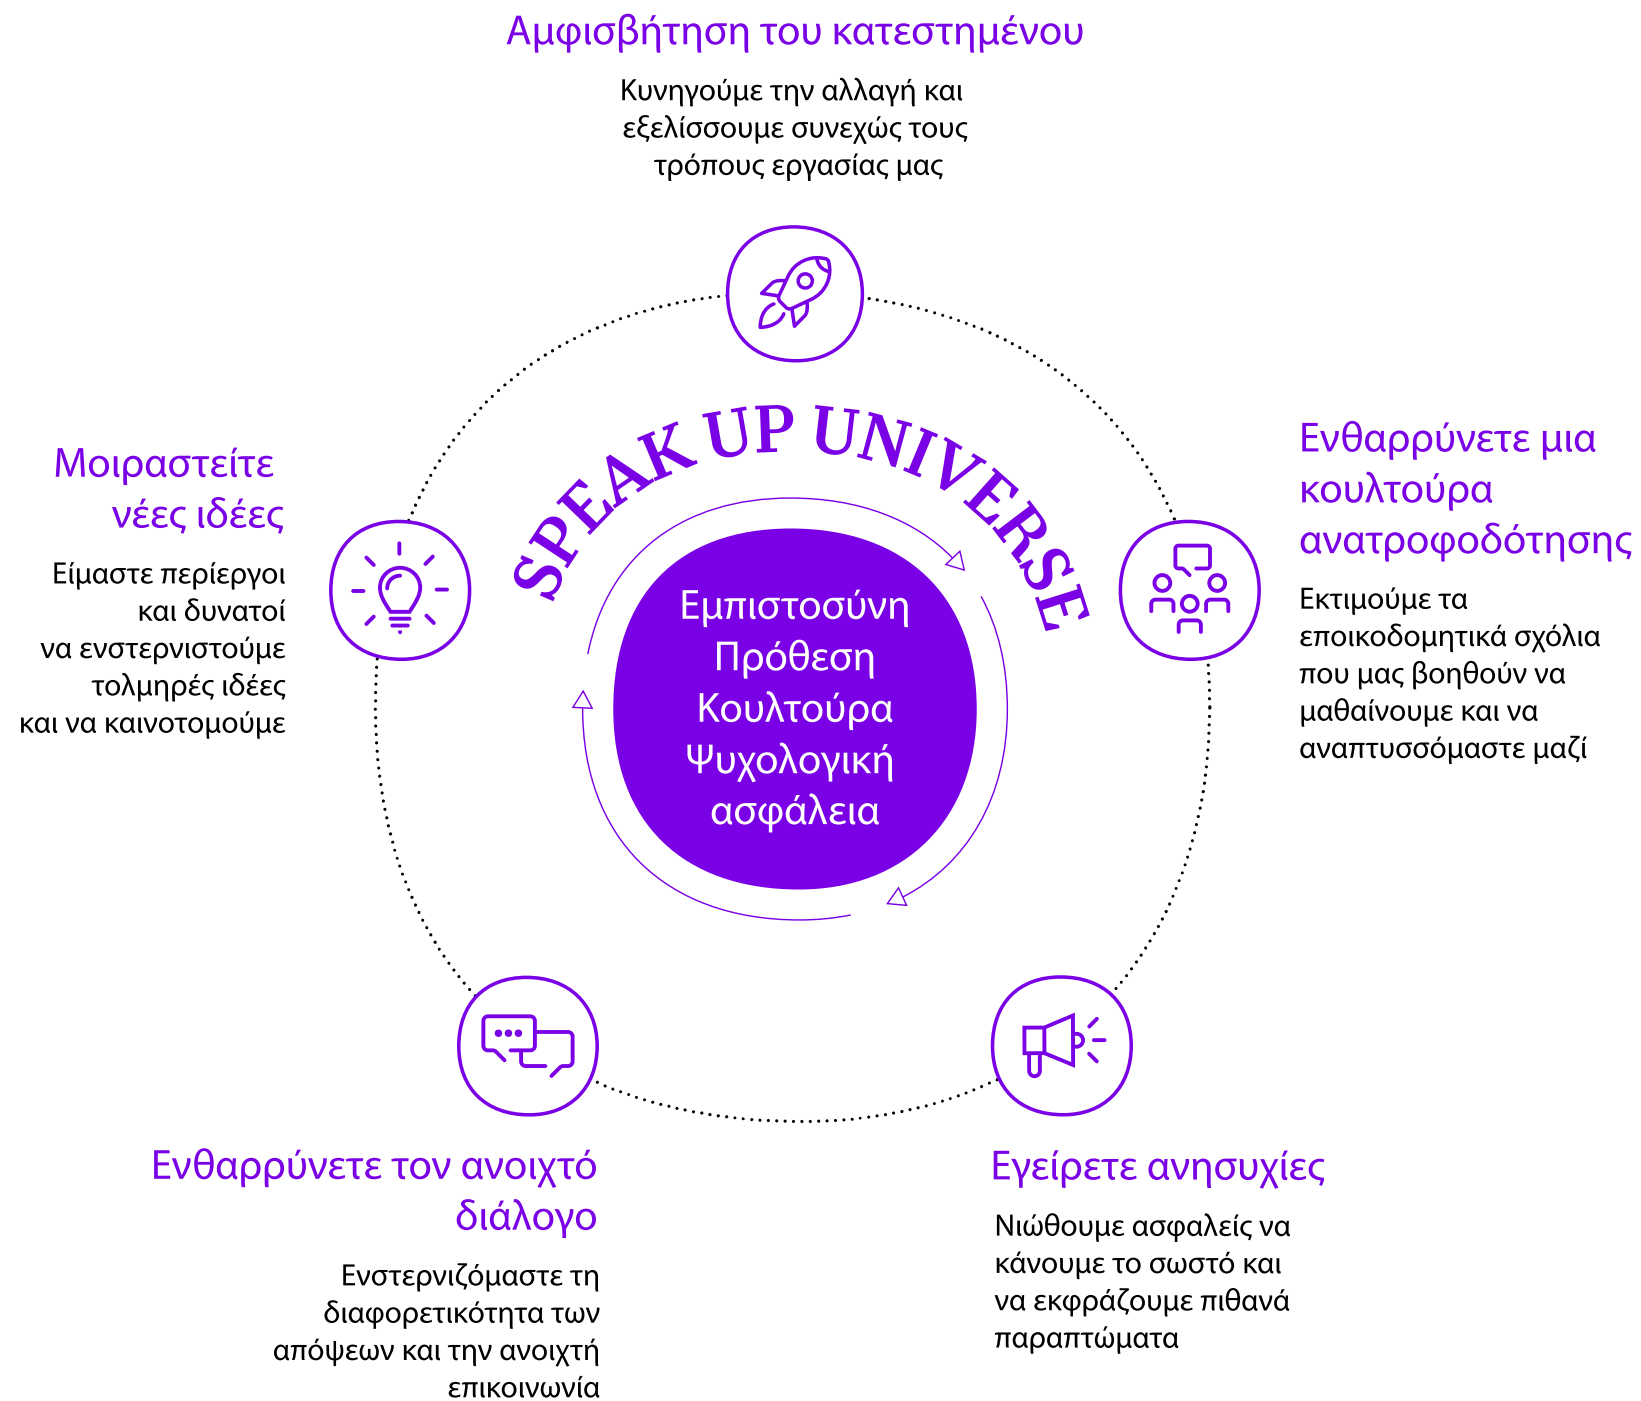 Αμφισβήτηση του κατεστημένου
Κυνηγούμε την αλλαγή και
εξελίσσουμε συνεχώς τους
τρόπους εργασίας μας
SPEAK UP UNIVERSE
Εμπιστοσύνη
Πρόθεση
Κουλτούρα
Ψυχολογική
ασφάλεια
Ενθαρρύνετε μια
κουλτούρα
ανατροφοδότησης
Εκτιμούμε τα
εποικοδομητικά σχόλια
που μας βοηθούν να
μαθαίνουμε και να
αναπτυσσόμαστε μαζί
Εγείρετε ανησυχίες
Νιώθουμε ασφαλείς να
κάνουμε το σωστό και
να εκφράζουμε πιθανά
παραπτώματα
Ενθαρρύνετε τον ανοιχτό
διάλογο
Ενστερνιζόμαστε τη
διαφορετικότητα των
απόψεων και την ανοιχτή
επικοινωνία
Μοιραστείτε
νέες ιδέες
Είμαστε περίεργοι
και δυνατοί
να ενστερνιστούμε
τολμηρές ιδέες
και να καινοτομούμε